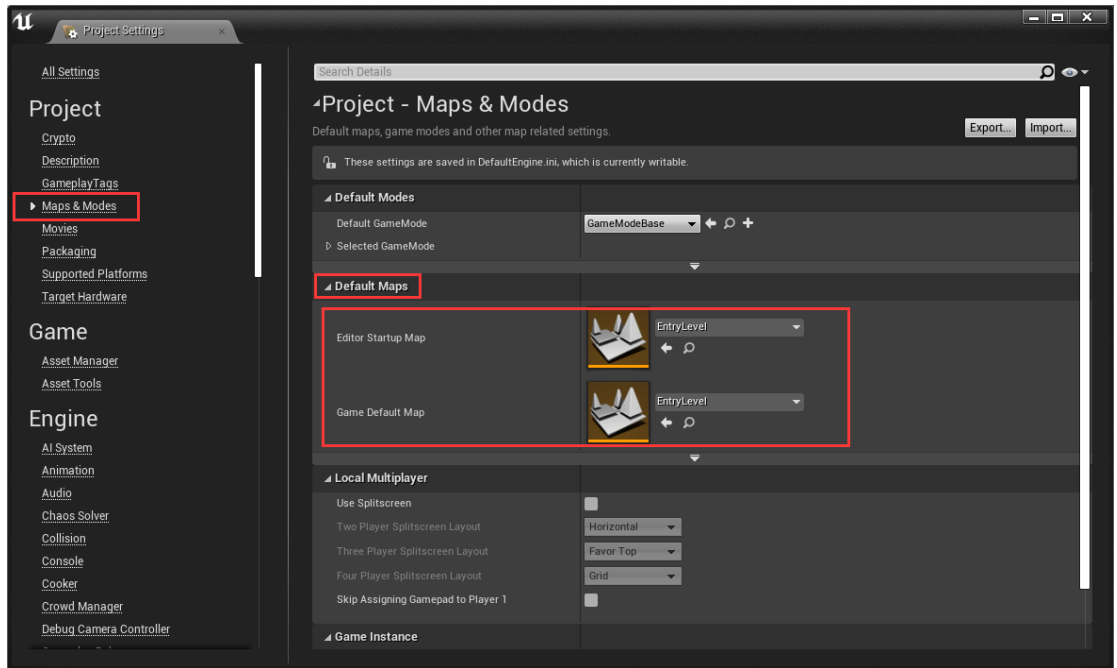 Project Settings
All Settings
Project
Crypto
Description
GameplayTags
Maps & Modes
Movies
Packaging
Supported Platforms
Target Hardware
Game
Asset Manager
Asset Tools
Engine
AI System
Animation
Audio
Chaos Solver
Collision
Console
Cooker
Crowd Manager
Debug Camera Controller
Search Details
Project - Maps & Modes
Default maps, game modes and other map related settings.
Export... Import...
These settings are saved in DefaultEngine.ini, which is currently writable.
Default Modes
Default GameMode GameModeBase
Selected GameMode
Default Maps
Editor Startup Map EntryLevel
Game Default Map EntryLevel
Local Multiplayer
Use Splitscreen
Two Player Splitscreen Layout Horizontal
Three Player Splitscreen Layout Favor Top
Four Player Splitscreen Layout Grid
Skip Assigning Gamepad to Player 1
Game Instance